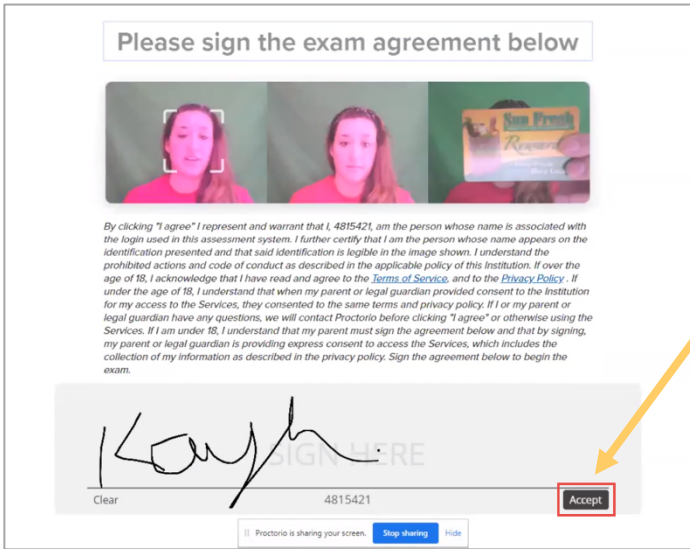 Please sign the exam agreement below
Sun Fresh
Rewards
By clicking "I agree" I represent and warrant that I, 4815421, am the person whose name is associated with
the login used in this assessment system. I further certify that I am the person whose name appears on the
identification presented and that said identification is legible in the image shown. I understand the
prohibited actions and code of conduct as described in the applicable policy of this Institution. If over the
age of 18, I acknowledge that I have read and agree to the Terms of Service, and to the Privacy Policy . If
under the age of 18, I understand that when my parent or legal guardian provided consent to the Institution
for my access to the Services, they consented to the same terms and privacy policy. If I or my parent or
legal guardian have any questions, we will contact Proctorio before clicking "I agree" or otherwise using the
Services. If I am under 18, I understand that my parent must sign the agreement below and that by signing,
my parent or legal guardian is providing express consent to access the Services, which includes the
collection of my information as described in the privacy policy. Sign the agreement below to begin the
exam.
SIGN HERE
Clear 4815421 Accept
Proctorio is sharing your screen. Stop sharing Hide